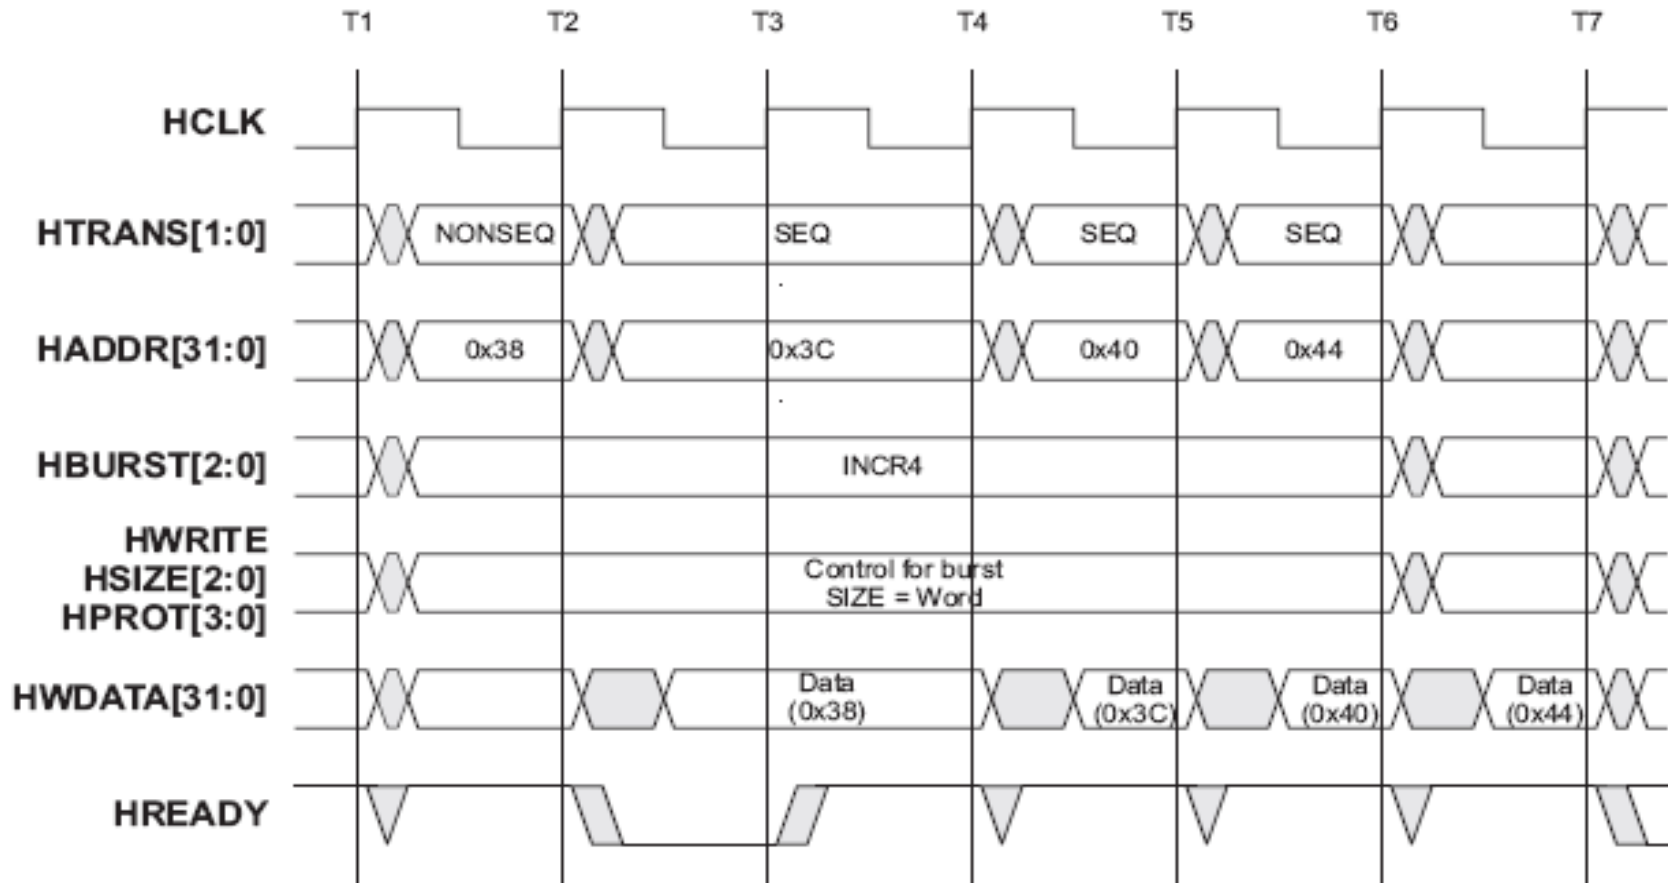 T1 T2 T3 T4 T5 T6 T7
HCLK
HTRANS[1:0] NONSEQ SEQ SEQ SEQ
HADDR[31:0] 0x38 0x3C 0x40 0x44
HBURST[2:0] INCR4
HWRITE
HSIZE[2:0] Control for burst
HPROT[3:0] SIZE = Word
HWDATA[31:0] Data Data Data Data
(0x38) (0x3C) (0x40) (0x44)
HREADY